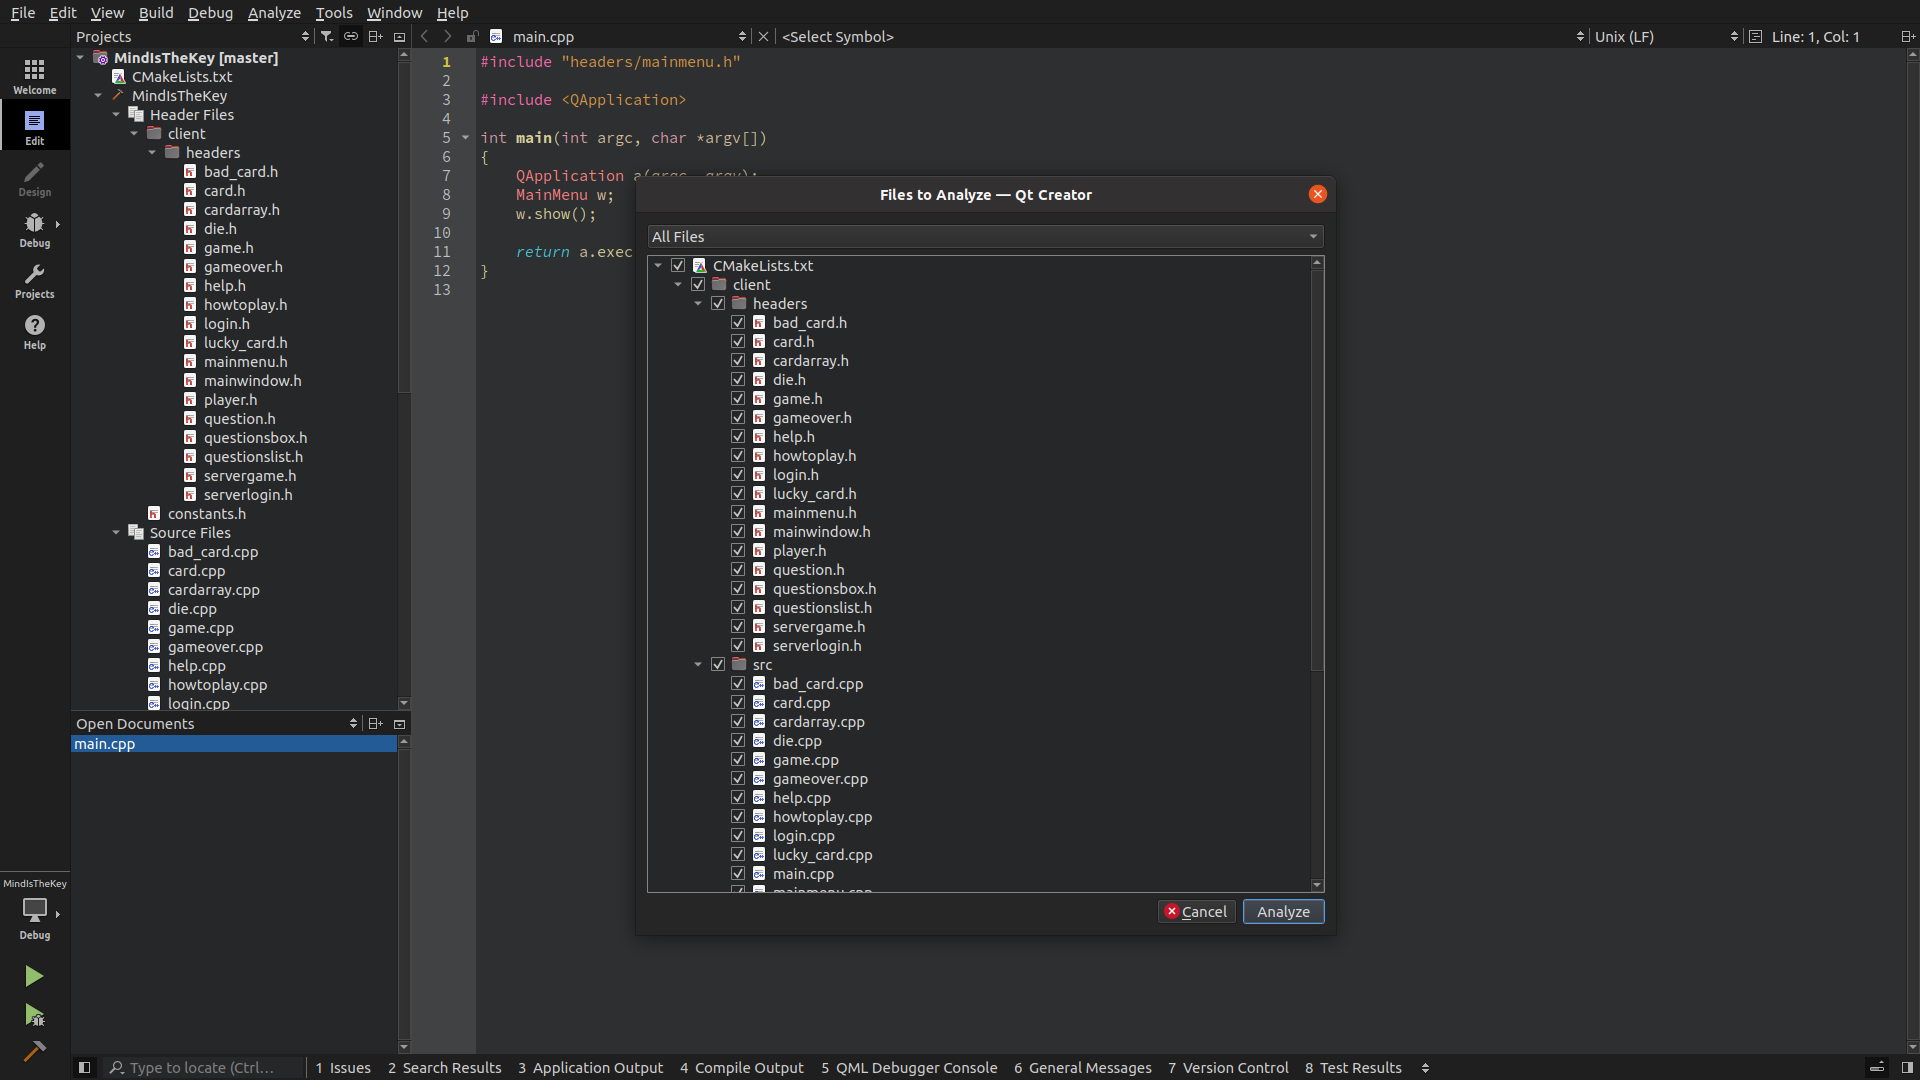 File Edit View Build Debug Analyze Tools Window Help
Projects
main.cpp
<Select Symbol>
Unix (LF)
Line: 1, Col: 1
Welcome
Edit
Design
Debug
Projects
Help
MindIsTheKey [master]
CMakeLists.txt
MindIsTheKey
Header Files
client
headers
bad_card.h
card.h
cardarray.h
die.h
game.h
gameover.h
help.h
howtoplay.h
login.h
lucky_card.h
mainmenu.h
mainwindow.h
player.h
question.h
questionsbox.h
questionslist.h
servergame.h
serverlogin.h
constants.h
Source Files
bad_card.cpp
card.cpp
cardarray.cpp
die.cpp
game.cpp
gameover.cpp
help.cpp
howtoplay.cpp
login.cpp
Open Documents
main.cpp
1 #include "headers/mainmenu.h"
2
3 #include <QApplication>
4
5 int main(int argc, char *argv[])
6 {
7 QApplication a(argc, argv);
8 MainMenu w;
9 w.show();
10
11 return a.exec
12 }
13
Files to Analyze — Qt Creator
All Files
CMakeLists.txt
client
headers
bad_card.h
card.h
cardarray.h
die.h
game.h
gameover.h
help.h
howtoplay.h
login.h
lucky_card.h
mainmenu.h
mainwindow.h
player.h
question.h
questionsbox.h
questionslist.h
servergame.h
serverlogin.h
src
bad_card.cpp
card.cpp
cardarray.cpp
die.cpp
game.cpp
gameover.cpp
help.cpp
howtoplay.cpp
login.cpp
lucky_card.cpp
main.cpp
mainmenu.cpp
Cancel
Analyze
MindIsTheKey
Debug
Type to locate (Ctrl...
1 Issues
2 Search Results
3 Application Output
4 Compile Output
5 QML Debugger Console
6 General Messages
7 Version Control
8 Test Results